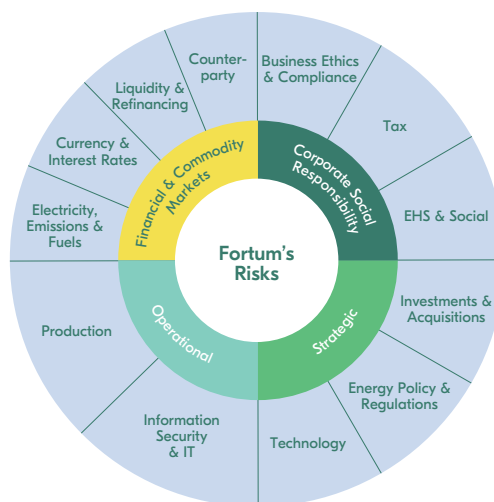 Counter-
party
Business Ethics
& Compliance
Liquidity &
Refinancing
Tax
Currency &
Interest Rates
Financial & Commodity
Markets
Corporate Social
Responsibility
Electricity,
Emissions &
Fuels
EHS & Social
Fortum's
Risks
Production
Operational
Strategic
Investments &
Acquisitions
Energy Policy &
Regulations
Information
Security
& IT
Technology